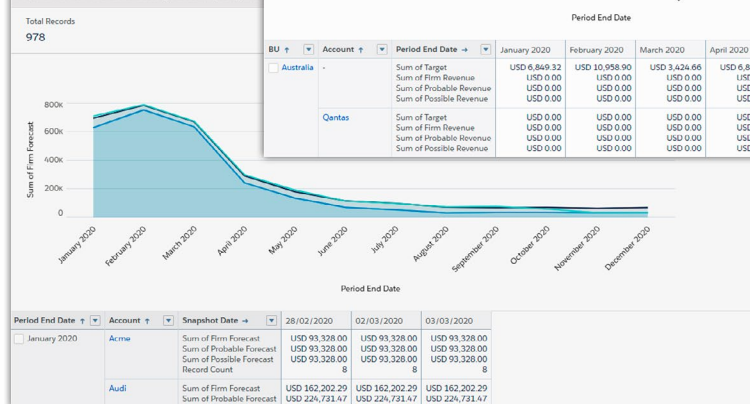 Total Records
978
Period End Date
BU ↑ Account ↑ Period End Date → January 2020 February 2020 March 2020 April 2020
Australia - Sum of Target USD 6,849.32 USD 10,958.90 USD 3,424.66 USD 6,8
Sum of Firm Revenue USD 0.00 USD 0.00 USD 0.00 USD
Sum of Probable Revenue USD 0.00 USD 0.00 USD 0.00 USD
Sum of Possible Revenue USD 0.00 USD 0.00 USD 0.00 USD
Qantas Sum of Target USD 0.00 USD 0.00 USD 0.00 USD
Sum of Firm Revenue USD 0.00 USD 0.00 USD 0.00 USD
Sum of Probable Revenue USD 0.00 USD 0.00 USD 0.00 USD
Sum of Possible Revenue USD 0.00 USD 0.00 USD 0.00 USD
Sum of Firm Forecast
800k
600k
400k
200k
0
January 2020 February 2020 March 2020 April 2020 May 2020 June 2020 July 2020 August 2020 September 2020 October 2020 November 2020 December 2020
Period End Date
Period End Date ↑ Account ↑ Snapshot Date → 28/02/2020 02/03/2020 03/03/2020
January 2020 Acme Sum of Firm Forecast USD 93,328.00 USD 93,328.00 USD 93,328.00
Sum of Probable Forecast USD 93,328.00 USD 93,328.00 USD 93,328.00
Sum of Possible Forecast USD 93,328.00 USD 93,328.00 USD 93,328.00
Record Count 8 8 8
Audi Sum of Firm Forecast USD 162,202.29 USD 162,202.29 USD 162,202.29
Sum of Probable Forecast USD 224,731.47 USD 224,731.47 USD 224,731.47